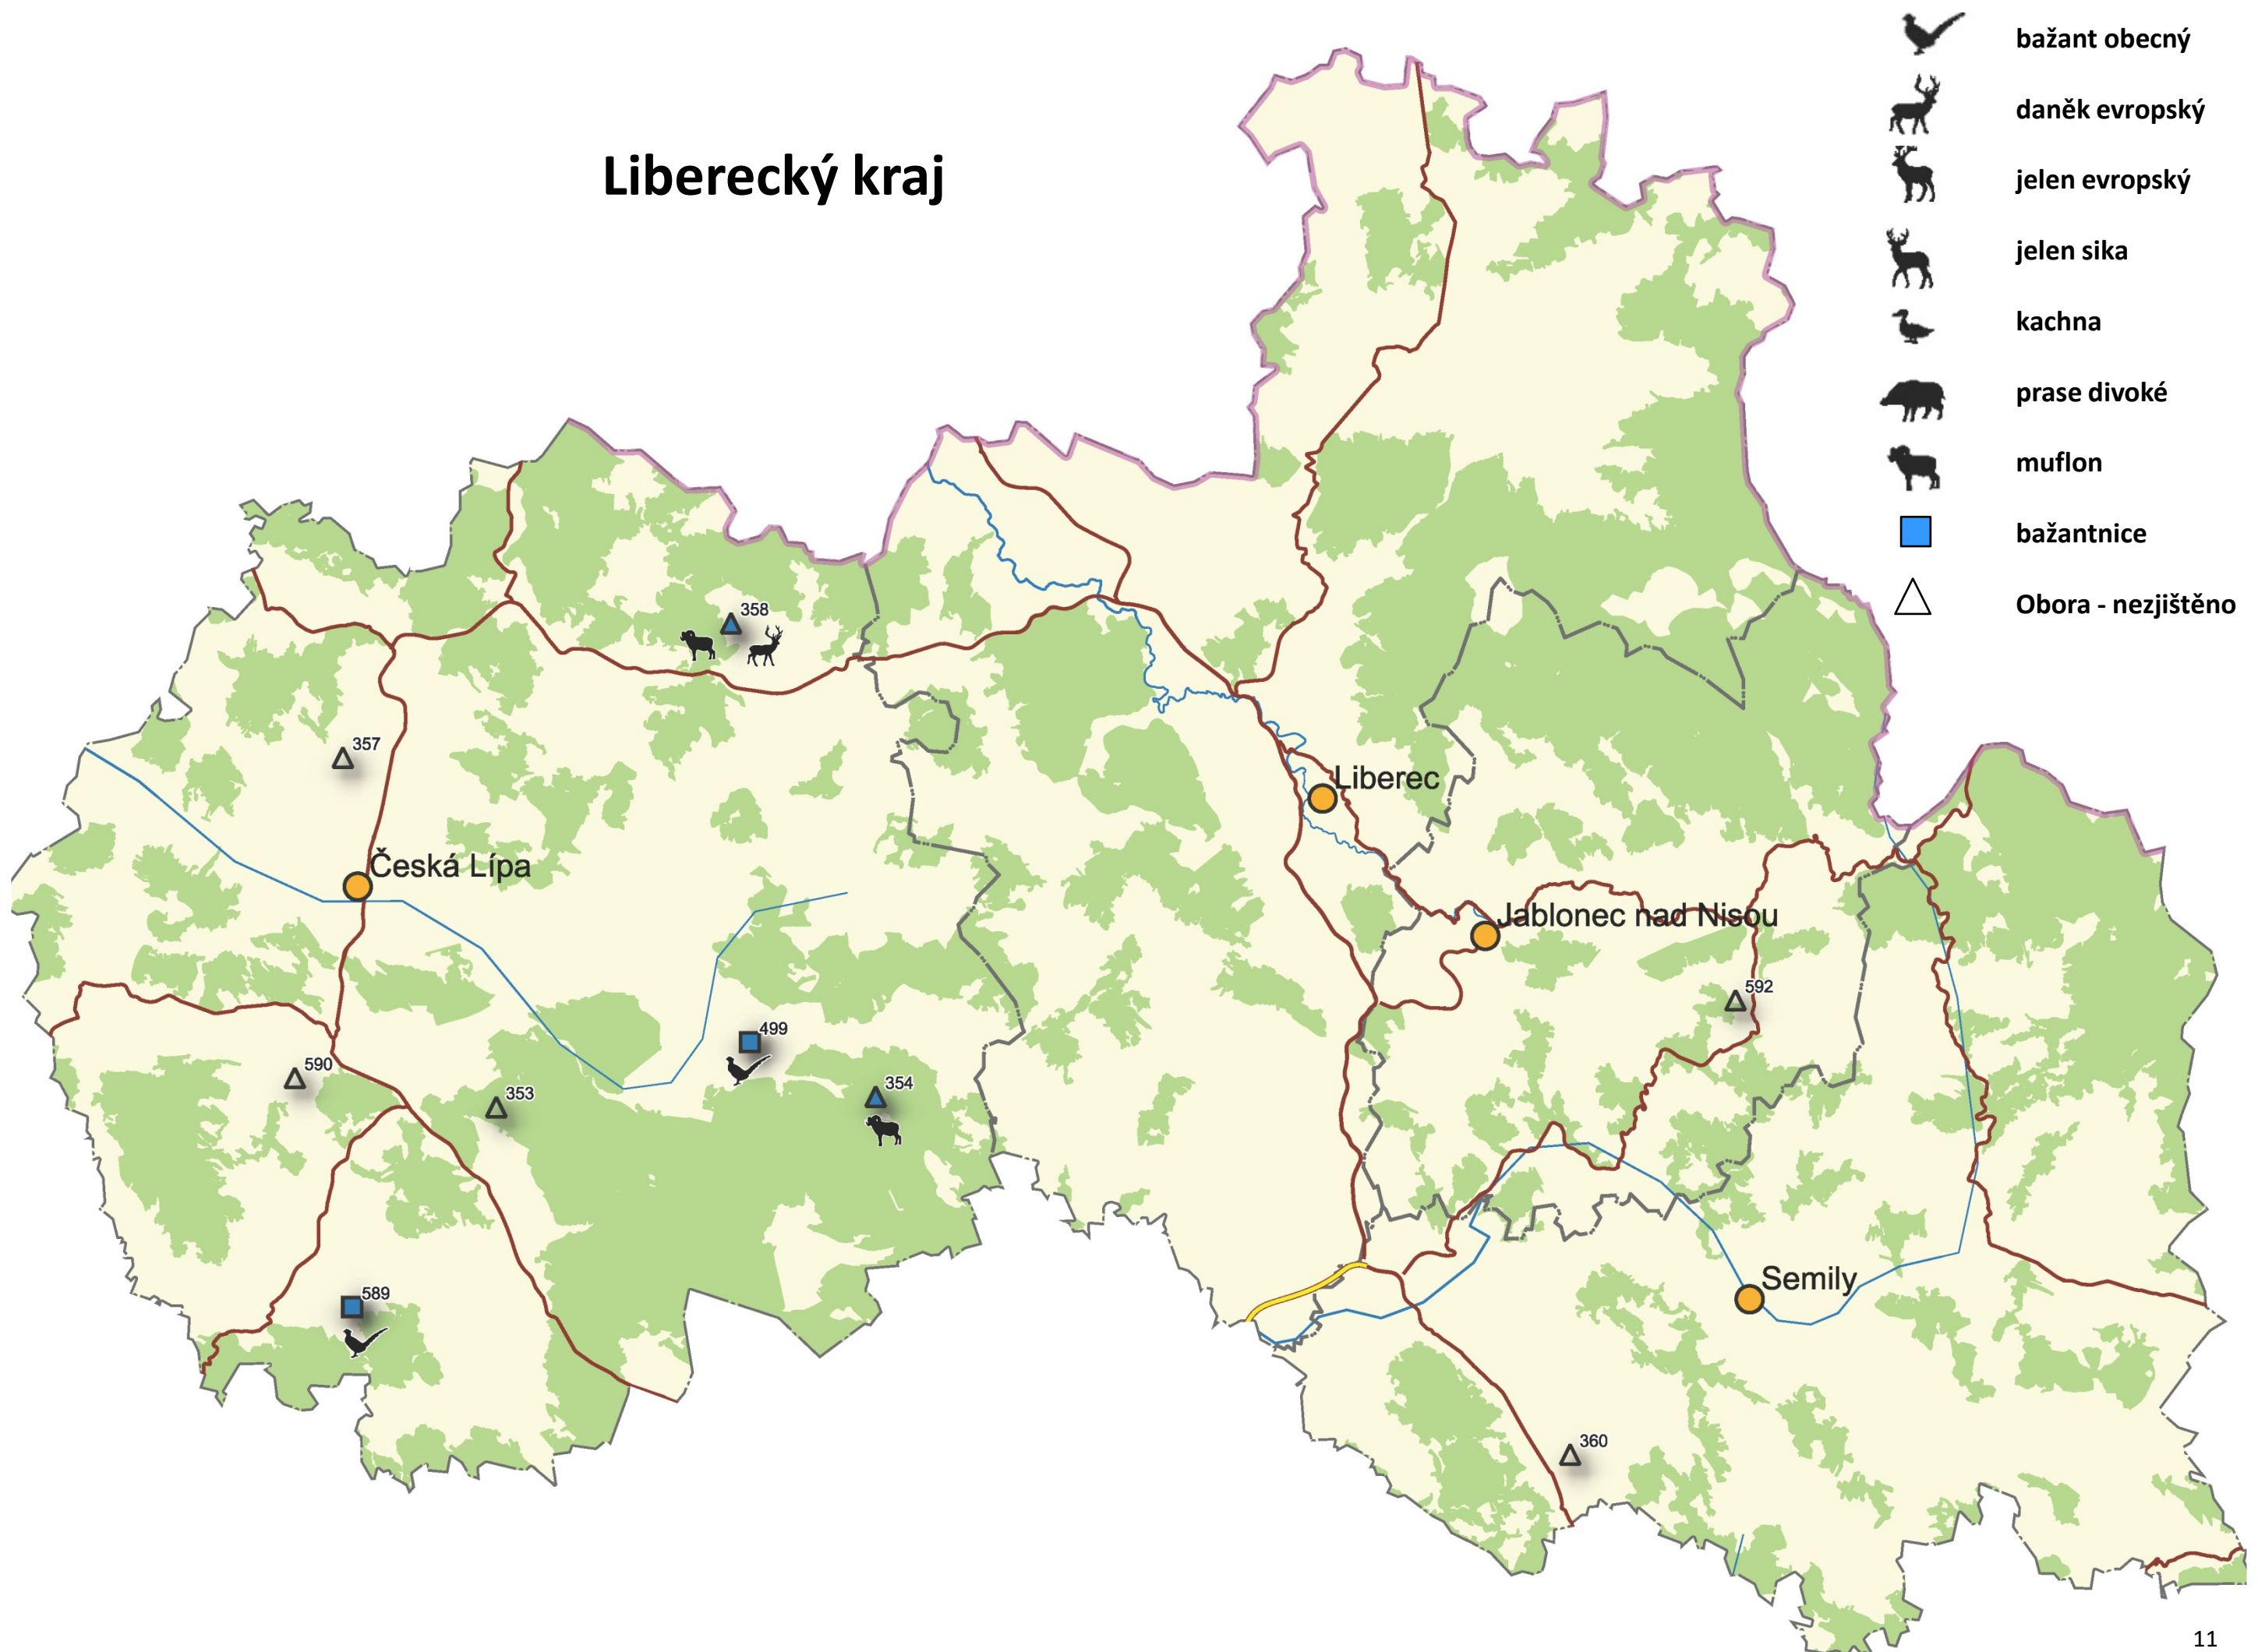 Liberecký kraj
bažant obecný
daněk evropský
jelen evropský
jelen sika
kachna
prase divoké
muflon
bažantnice
Obora - nezjištěno
358
357
Liberec
Česká Lípa
Jablonec nad Nisou
592
499
590
353
354
589
Semily
360
11